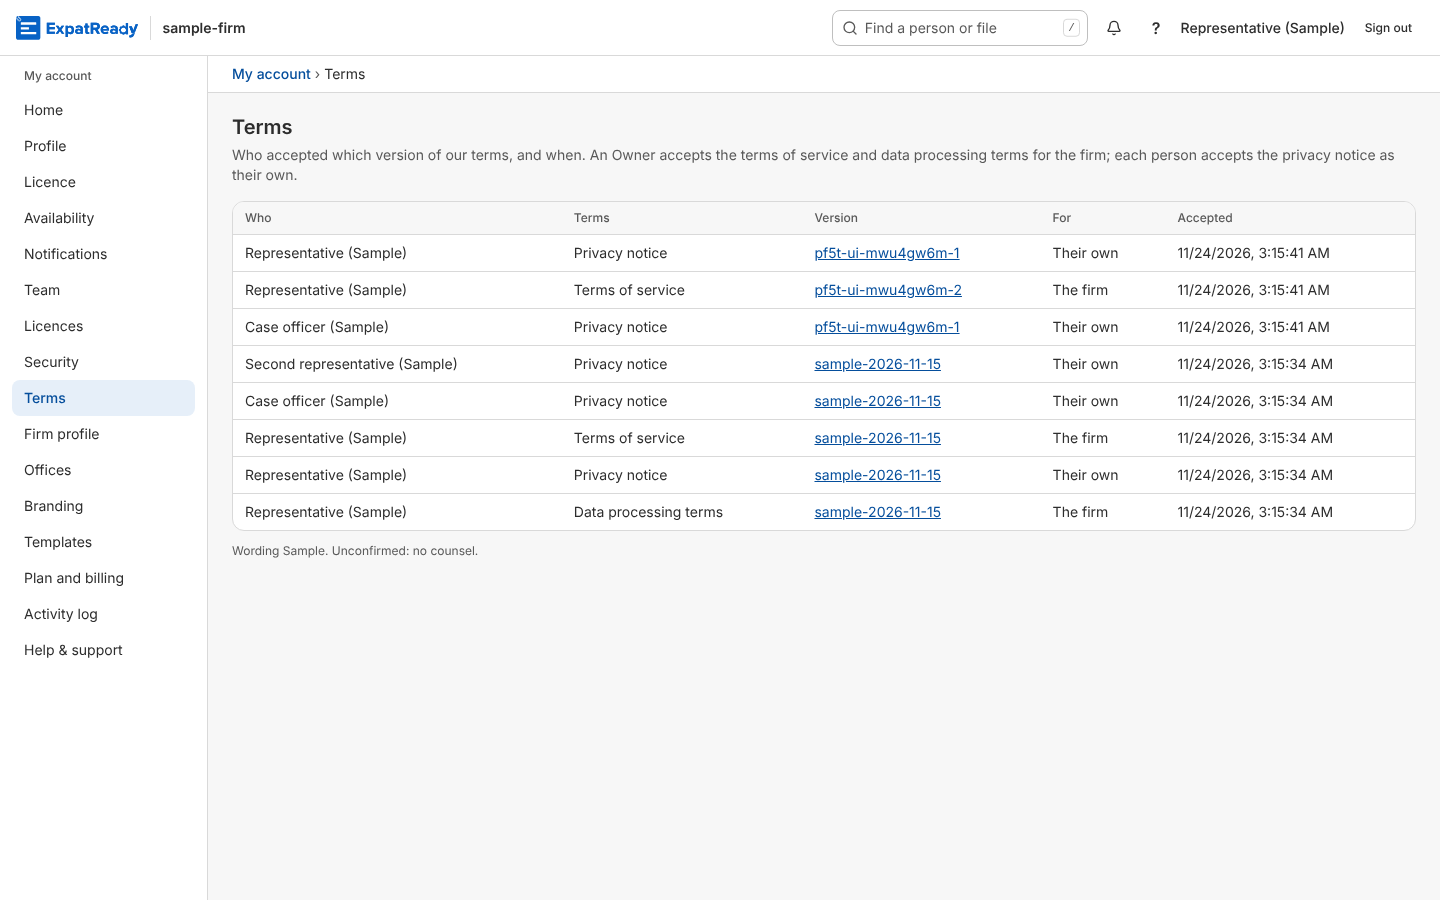 ExpatReady sample-firm Find a person or file / ? Representative (Sample) Sign out
My account
Home
Profile
Licence
Availability
Notifications
Team
Licences
Security
Terms
Firm profile
Offices
Branding
Templates
Plan and billing
Activity log
Help & support
My account › Terms
Terms
Who accepted which version of our terms, and when. An Owner accepts the terms of service and data processing terms for the firm; each person accepts the privacy notice as
their own.
Who Terms Version For Accepted
Representative (Sample) Privacy notice pf5t-ui-mwu4gw6m-1 Their own 11/24/2026, 3:15:41 AM
Representative (Sample) Terms of service pf5t-ui-mwu4gw6m-2 The firm 11/24/2026, 3:15:41 AM
Case officer (Sample) Privacy notice pf5t-ui-mwu4gw6m-1 Their own 11/24/2026, 3:15:41 AM
Second representative (Sample) Privacy notice sample-2026-11-15 Their own 11/24/2026, 3:15:34 AM
Case officer (Sample) Privacy notice sample-2026-11-15 Their own 11/24/2026, 3:15:34 AM
Representative (Sample) Terms of service sample-2026-11-15 The firm 11/24/2026, 3:15:34 AM
Representative (Sample) Privacy notice sample-2026-11-15 Their own 11/24/2026, 3:15:34 AM
Representative (Sample) Data processing terms sample-2026-11-15 The firm 11/24/2026, 3:15:34 AM
Wording Sample. Unconfirmed: no counsel.